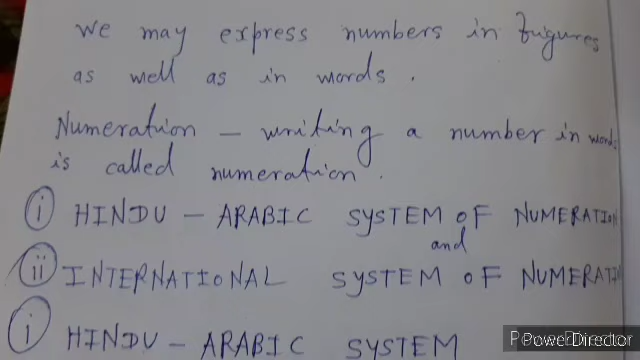 We may express numbers in figures
as well as in words.
Numeration – writing a number in words
is called numeration.
(i) HINDU – ARABIC SYSTEM OF NUMERATION
and
(ii) INTERNATIONAL SYSTEM OF NUMERATI
(i) HINDU – ARABIC SYSTEM
PowerDirector